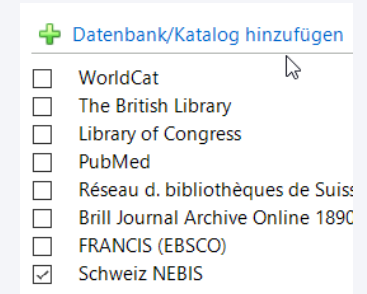 Datenbank/Katalog hinzufügen
WorldCat
The British Library
Library of Congress
PubMed
Réseau d. bibliothèques de Suiss
Brill Journal Archive Online 1890
FRANCIS (EBSCO)
Schweiz NEBIS